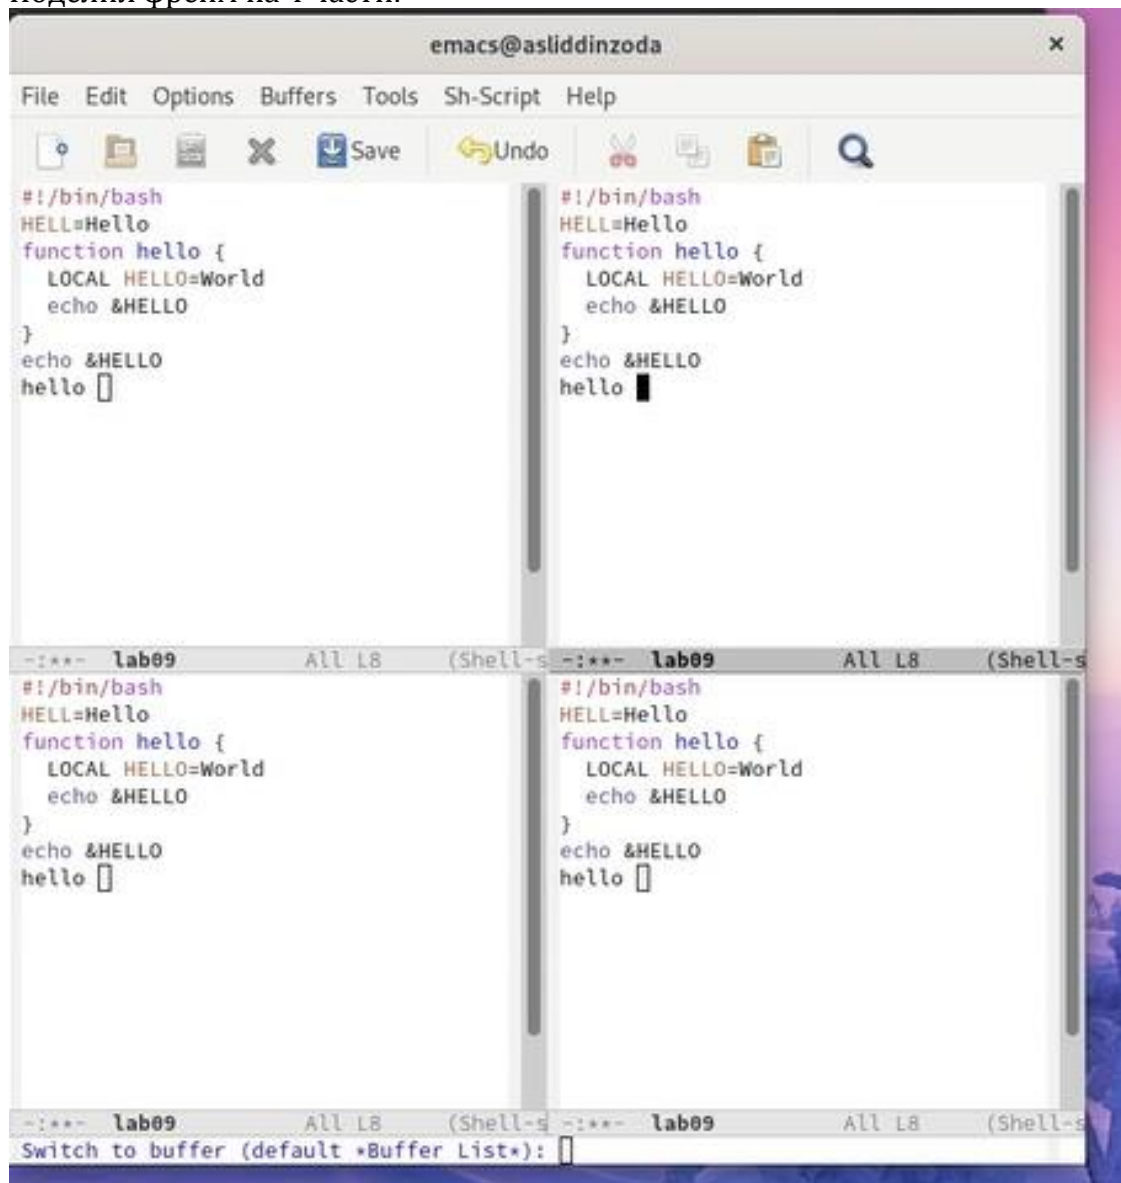 emacs@asliddinzoda
File Edit Options Buffers Tools Sh-Script Help
Save Undo
#!/bin/bash
HELL=Hello
function hello {
  LOCAL HELLO=World
  echo &HELLO
}
echo &HELLO
hello
-:**- lab09 All L8 (Shell-s
#!/bin/bash
HELL=Hello
function hello {
  LOCAL HELLO=World
  echo &HELLO
}
echo &HELLO
hello
-:**- lab09 All L8 (Shell-s
#!/bin/bash
HELL=Hello
function hello {
  LOCAL HELLO=World
  echo &HELLO
}
echo &HELLO
hello
-:**- lab09 All L8 (Shell-s
#!/bin/bash
HELL=Hello
function hello {
  LOCAL HELLO=World
  echo &HELLO
}
echo &HELLO
hello
-:**- lab09 All L8 (Shell-s
Switch to buffer (default *Buffer List*):